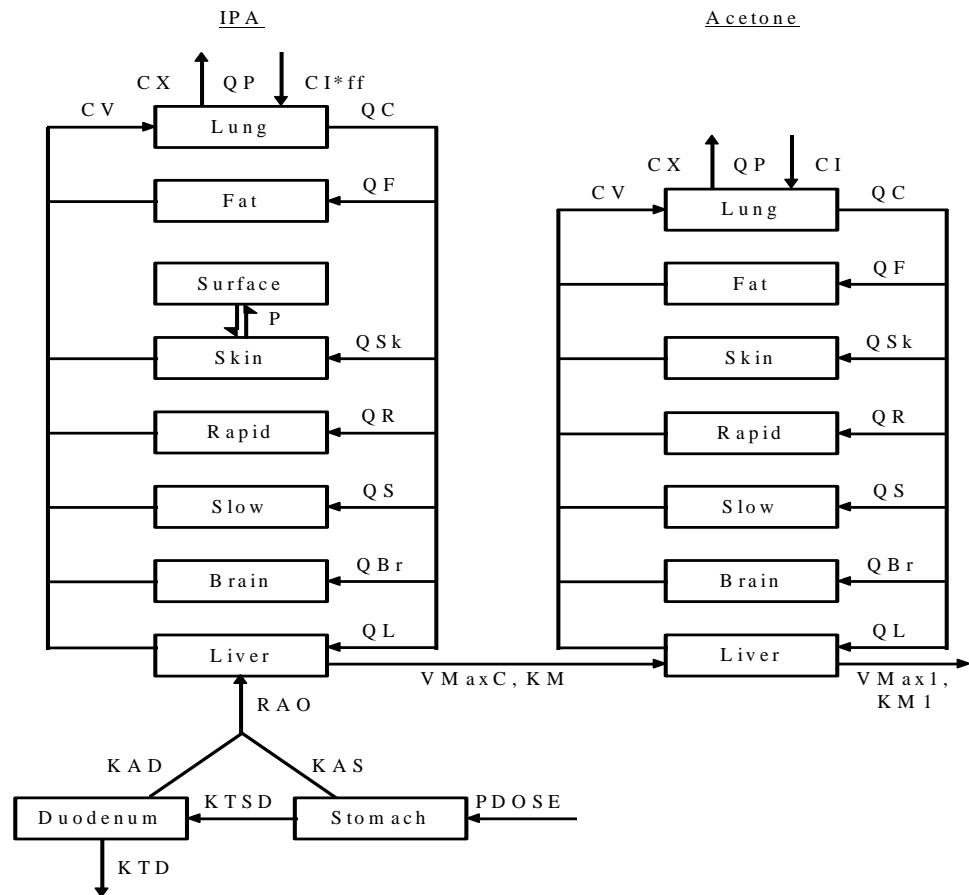 IPA
Acetone
CX QP CI*ff
CV QC
Lung
QF
Fat
Surface
P
QSk
Skin
QR
Rapid
QS
Slow
QBr
Brain
QL
Liver
VMaxC, KM
RAO
KAD KAS
KTSD PDOSE
Duodenum Stomach
KTD
CX QP CI
CV QC
Lung
QF
Fat
QSk
Skin
QR
Rapid
QS
Slow
QBr
Brain
QL
Liver
VMax1,
KM1